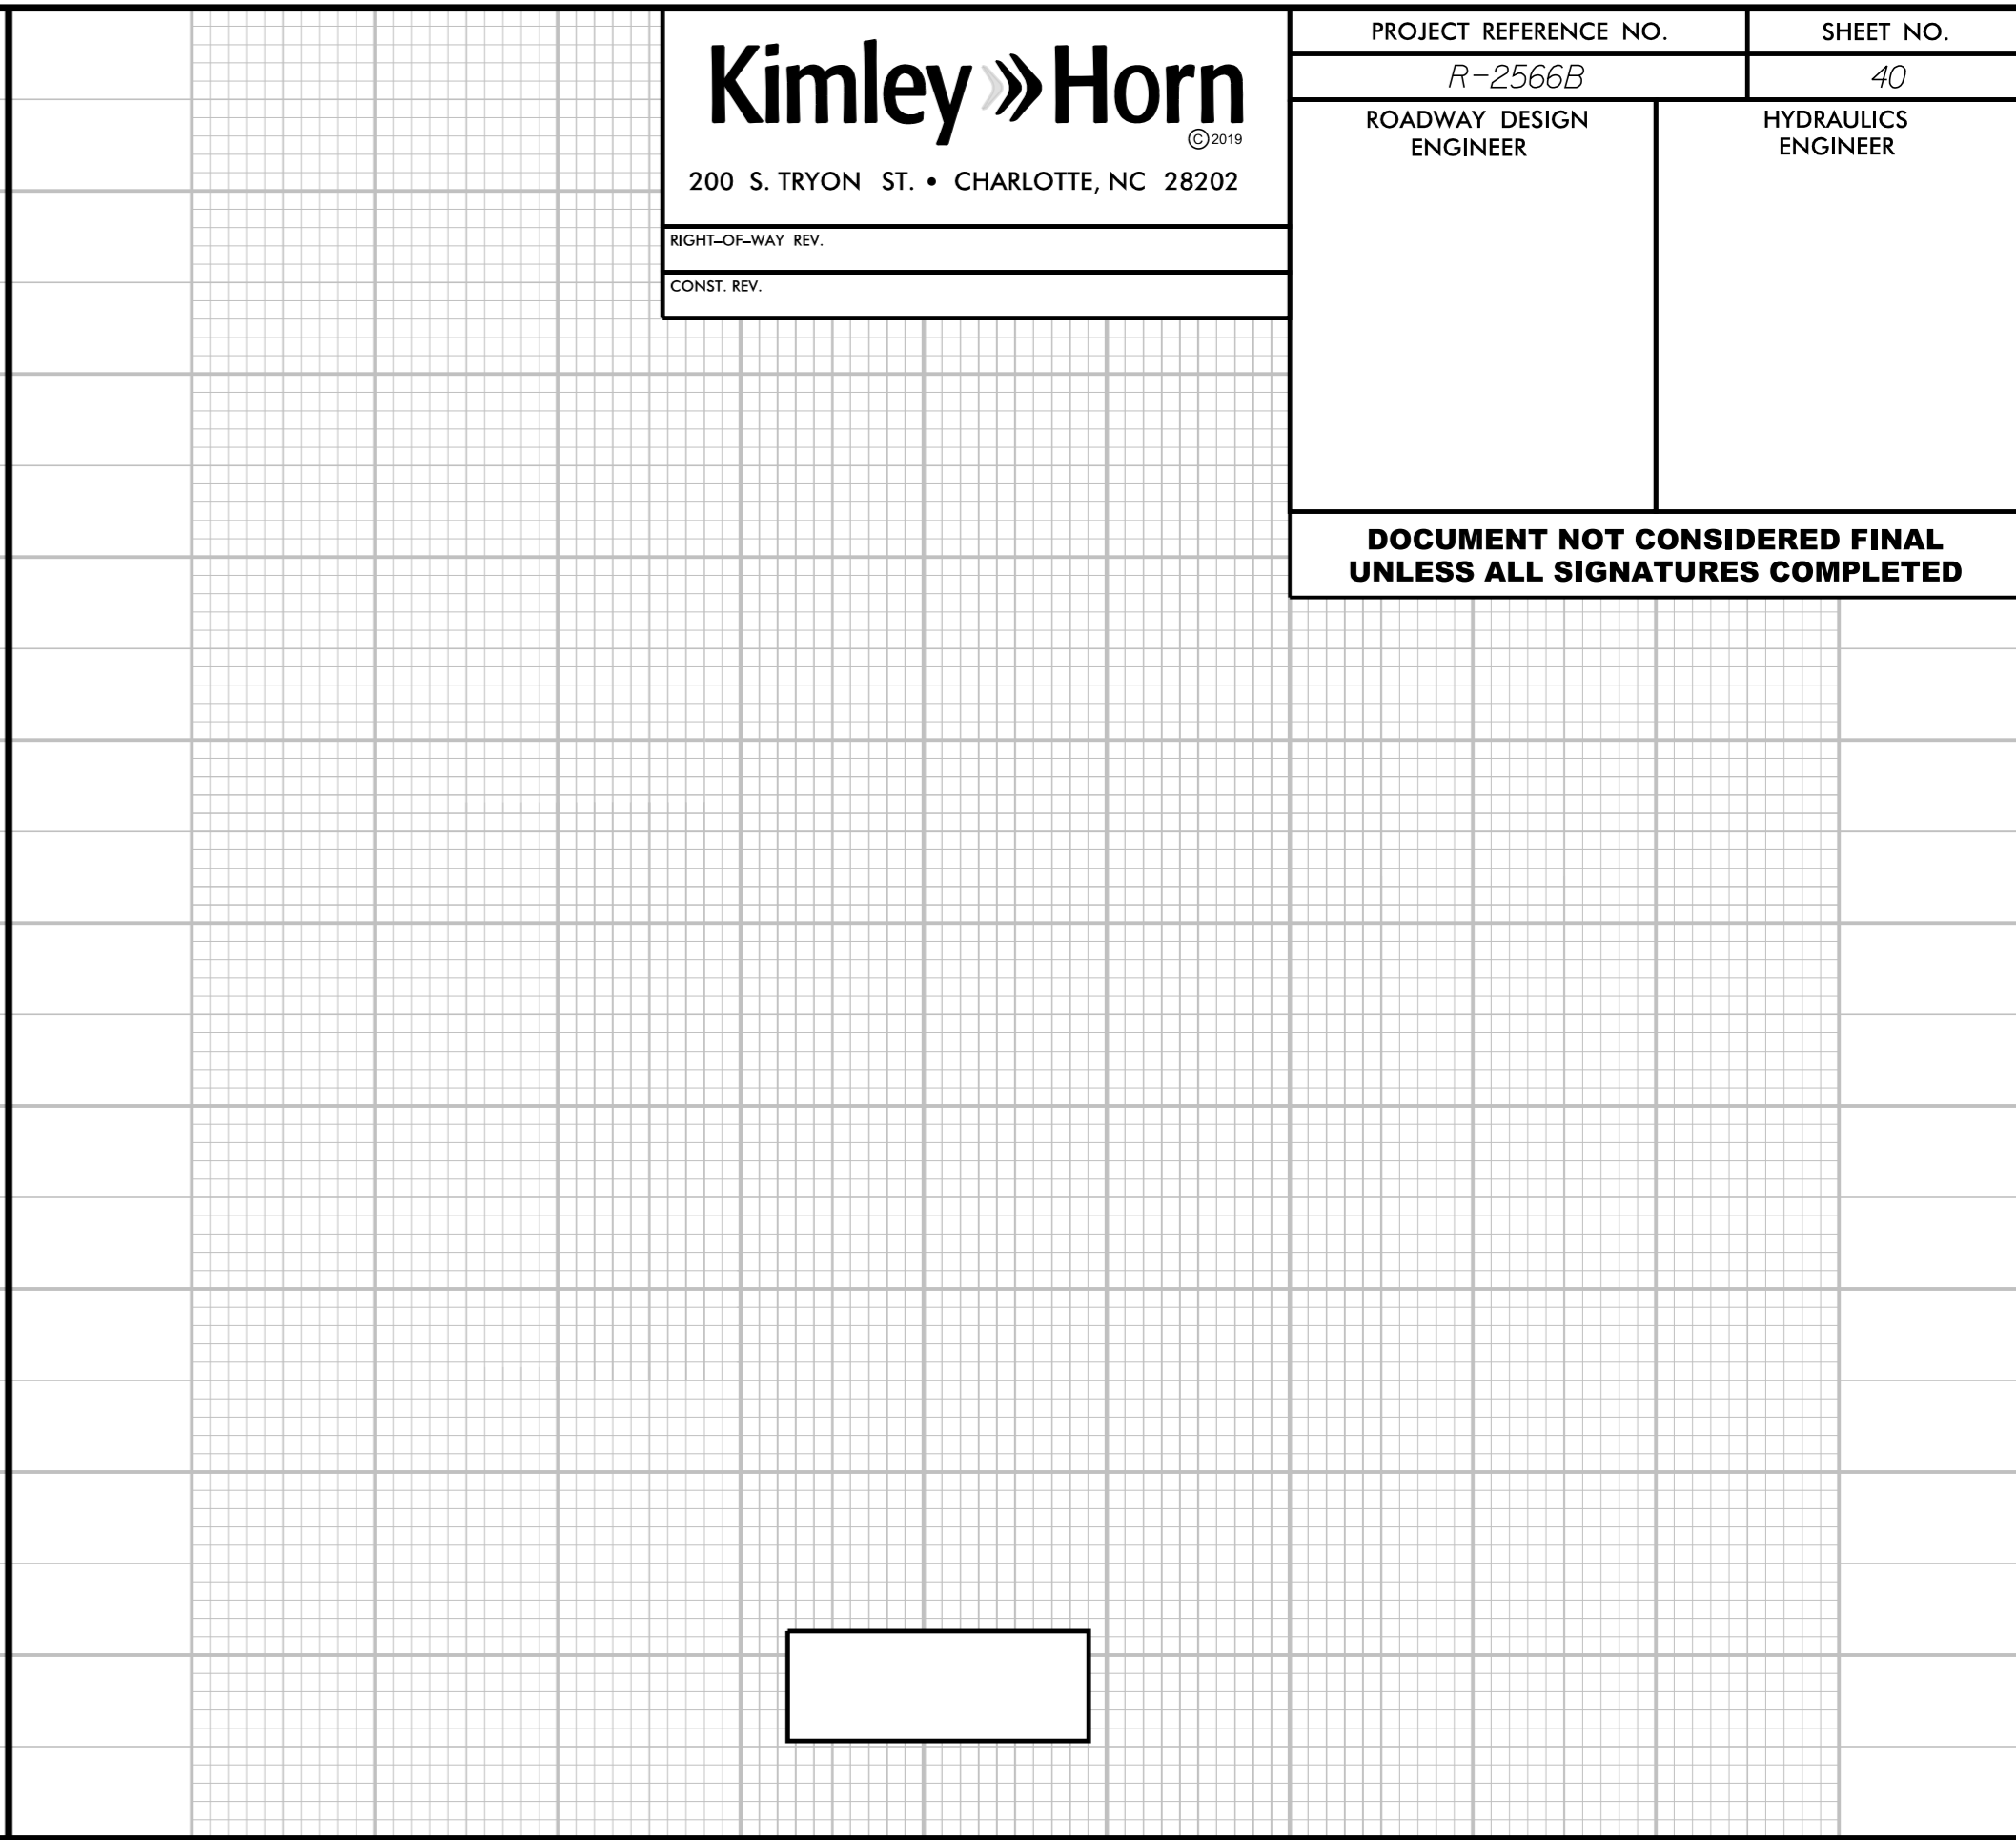 Kimley»Horn
© 2019
200 S. TRYON ST. • CHARLOTTE, NC 28202
RIGHT–OF–WAY REV.
CONST. REV.
PROJECT REFERENCE NO.
SHEET NO.
R-2566B
40
ROADWAY DESIGN
ENGINEER
HYDRAULICS
ENGINEER
DOCUMENT NOT CONSIDERED FINAL
UNLESS ALL SIGNATURES COMPLETED